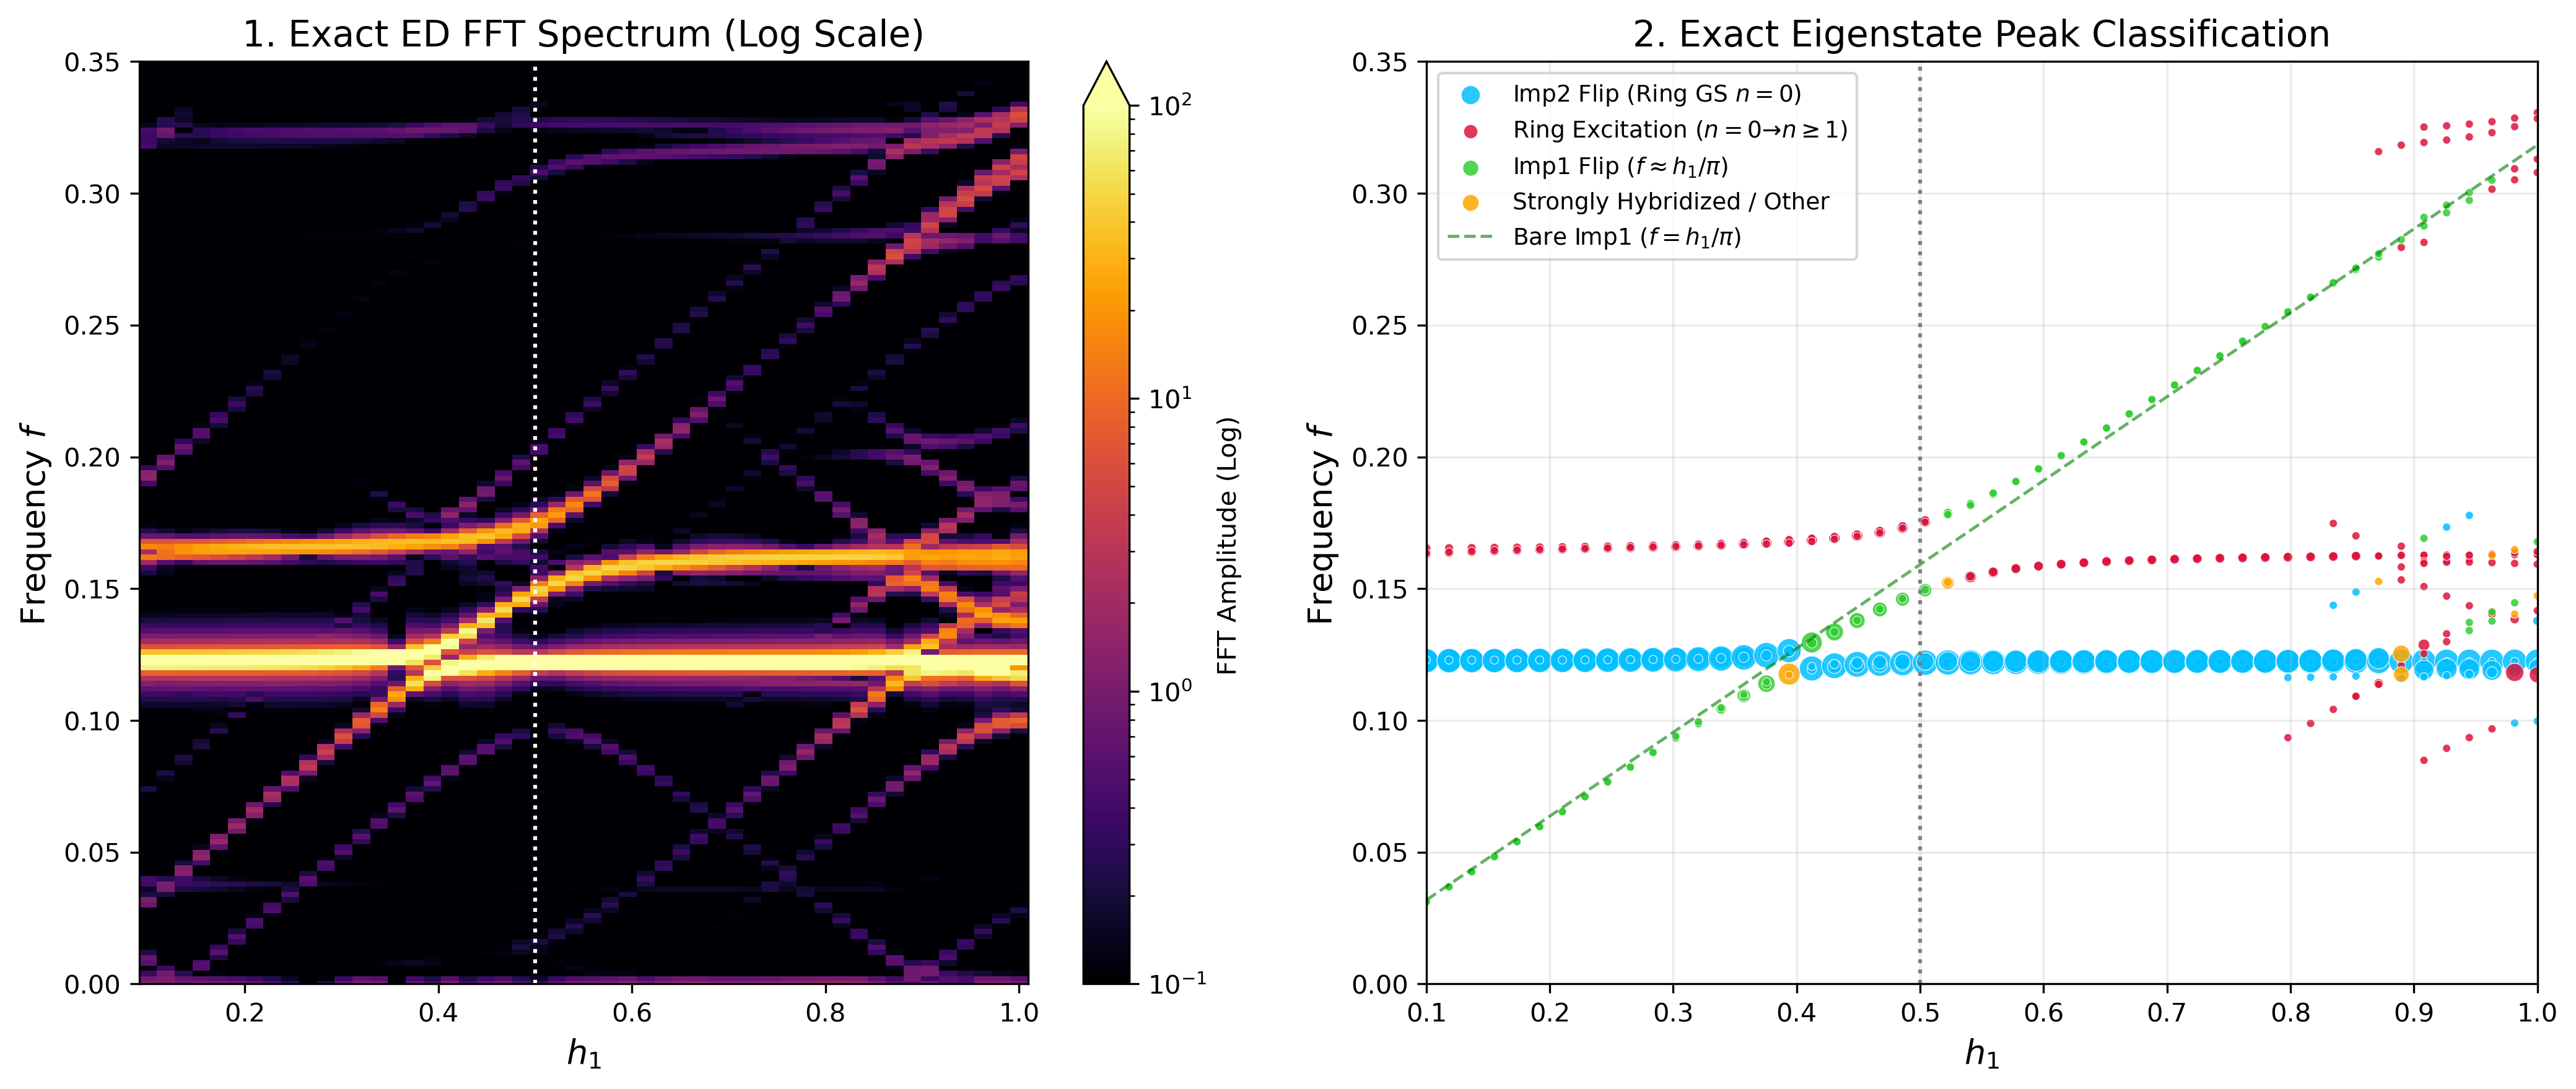 1. Exact ED FFT Spectrum (Log Scale)
0.35
0.30
0.25
0.20
0.15
0.10
0.05
0.00
Frequency f
0.2 0.4 0.6 0.8 1.0
h₁
10²
10¹
10⁰
10⁻¹
FFT Amplitude (Log)
2. Exact Eigenstate Peak Classification
0.35
0.30
0.25
0.20
0.15
0.10
0.05
0.00
Frequency f
Imp2 Flip (Ring GS n = 0)
Ring Excitation (n = 0→n ≥ 1)
Imp1 Flip (f ≈ h₁/π)
Strongly Hybridized / Other
Bare Imp1 (f = h₁/π)
0.1 0.2 0.3 0.4 0.5 0.6 0.7 0.8 0.9 1.0
h₁